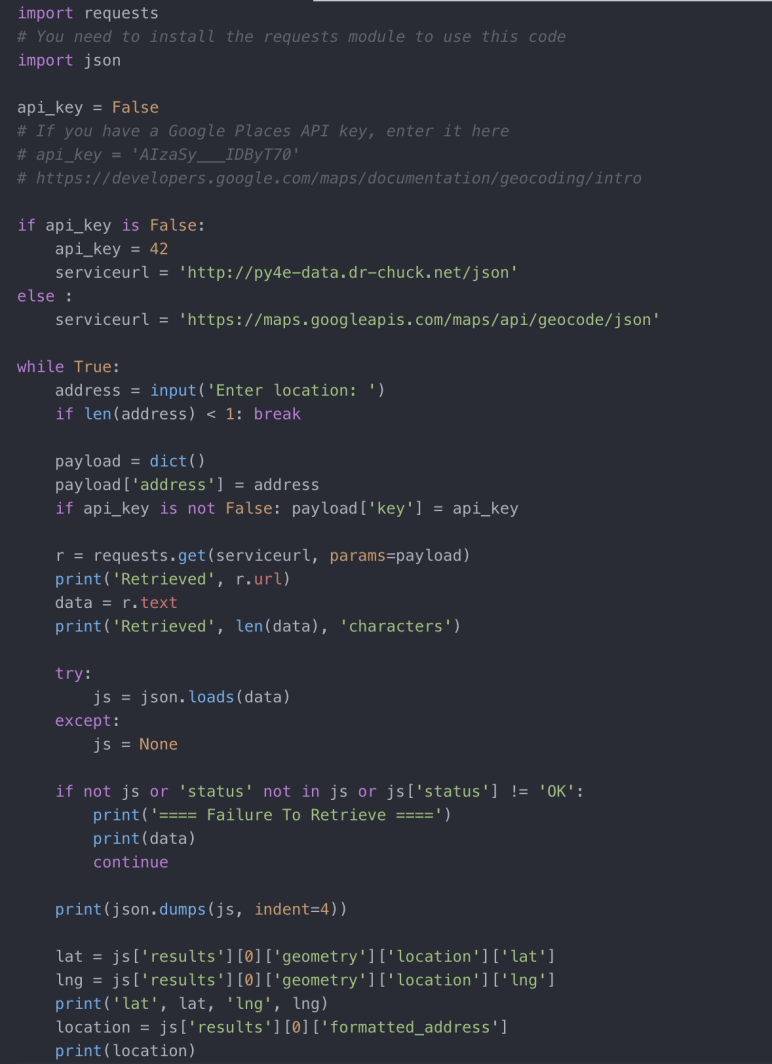 import requests
# You need to install the requests module to use this code
import json
api_key = False
# If you have a Google Places API key, enter it here
# api_key = 'AIzaSy___IDByT70'
# https://developers.google.com/maps/documentation/geocoding/intro
if api_key is False:
    api_key = 42
    serviceurl = 'http://py4e-data.dr-chuck.net/json'
else :
    serviceurl = 'https://maps.googleapis.com/maps/api/geocode/json'
while True:
    address = input('Enter location: ')
    if len(address) < 1: break
    payload = dict()
    payload['address'] = address
    if api_key is not False: payload['key'] = api_key
    r = requests.get(serviceurl, params=payload)
    print('Retrieved', r.url)
    data = r.text
    print('Retrieved', len(data), 'characters')
    try:
        js = json.loads(data)
    except:
        js = None
    if not js or 'status' not in js or js['status'] != 'OK':
        print('==== Failure To Retrieve ====')
        print(data)
        continue
    print(json.dumps(js, indent=4))
    lat = js['results'][0]['geometry']['location']['lat']
    lng = js['results'][0]['geometry']['location']['lng']
    print('lat', lat, 'lng', lng)
    location = js['results'][0]['formatted_address']
    print(location)